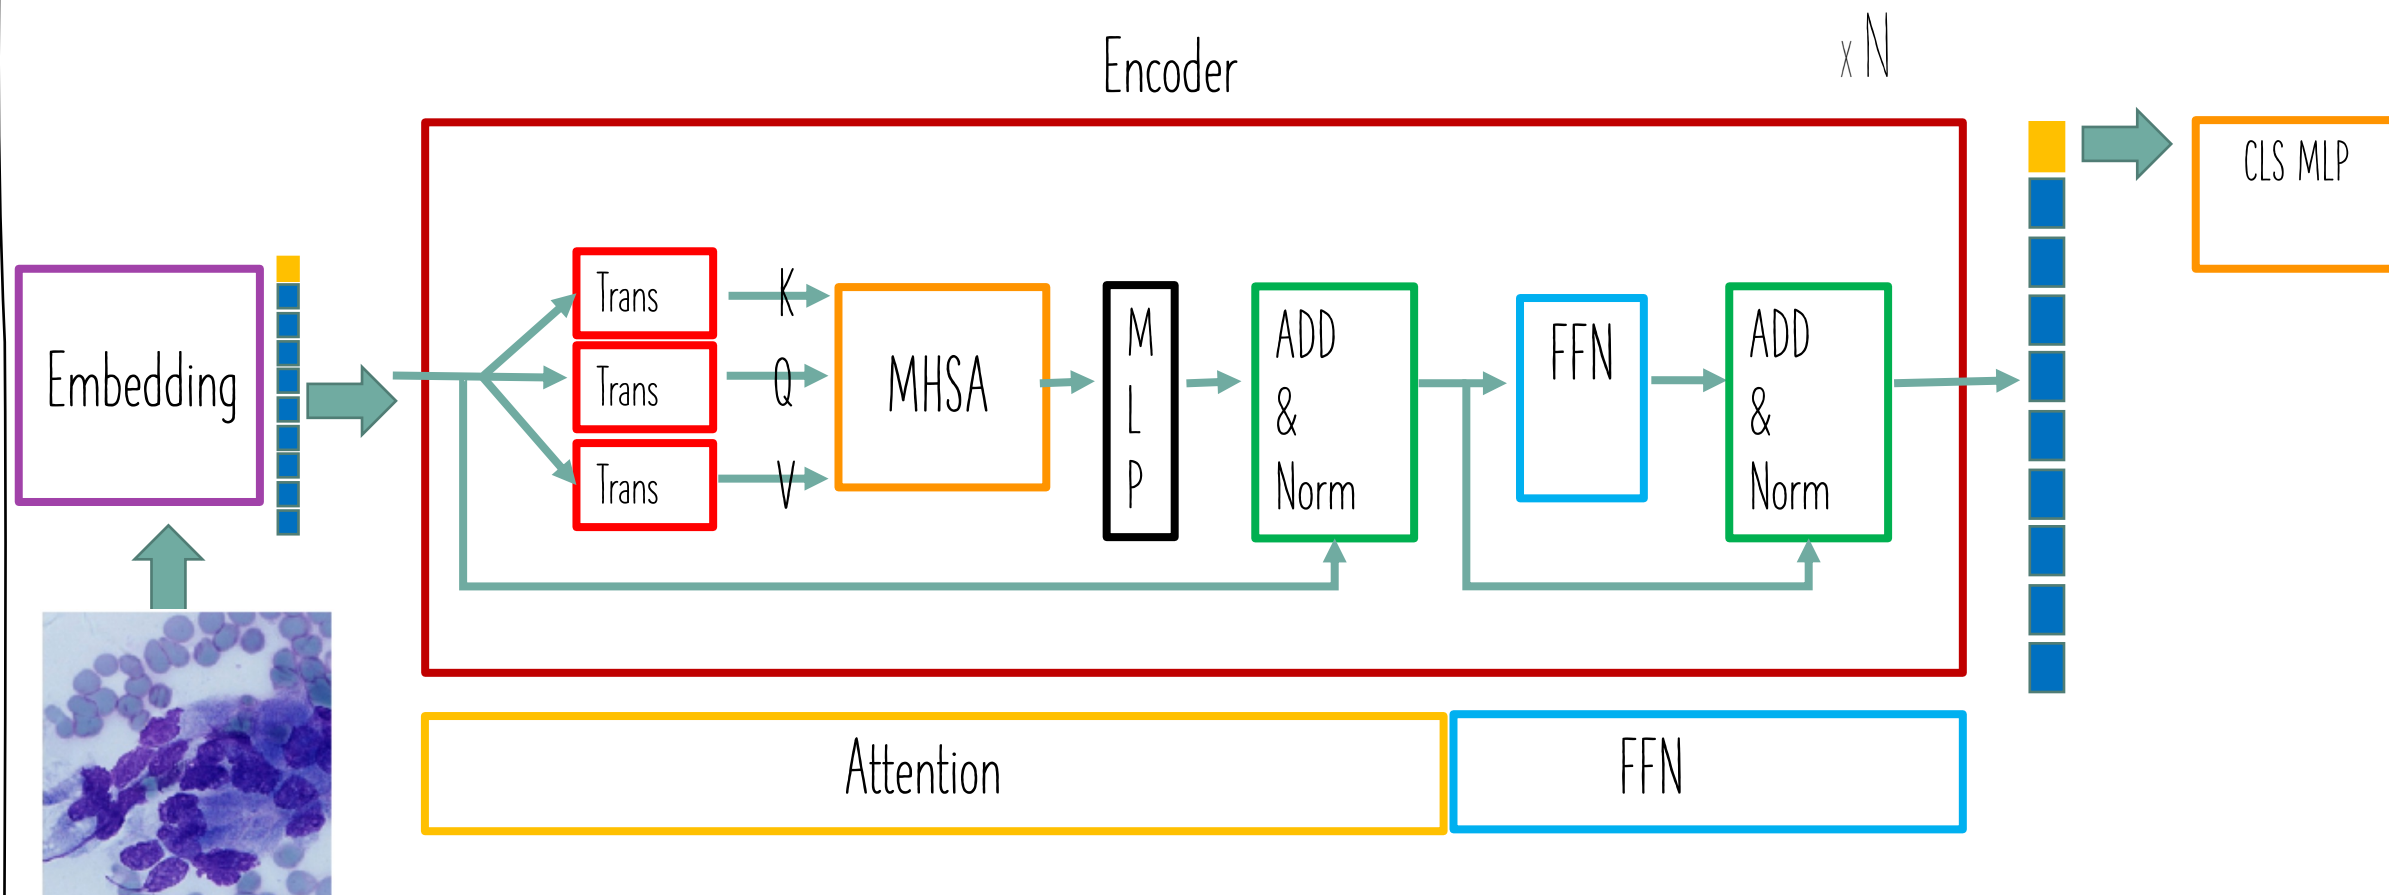 Encoder
x N
CLS MLP
Embedding
Trans
Trans
Trans
K
Q
V
MHSA
M
L
P
ADD
&
Norm
FFN
ADD
&
Norm
Attention
FFN